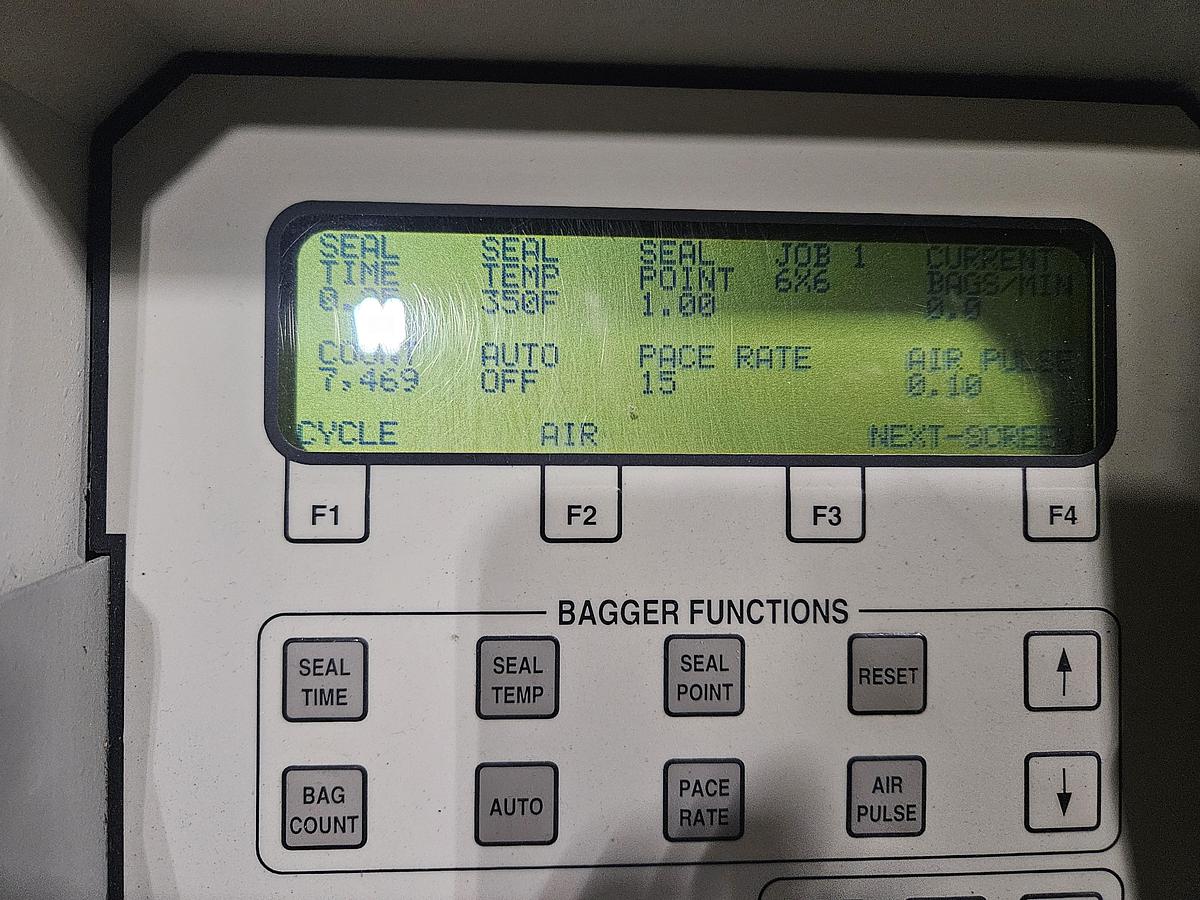 SEAL SEAL SEAL JOB 1 CURRENT
TIME TEMP POINT 6X6 BAGS/MIN
350F 1.00 0.0
COUNT AUTO PACE RATE AIR PULSE
7,469 OFF 15 0.10
CYCLE AIR NEXT-SCREEN
F1 F2 F3 F4
BAGGER FUNCTIONS
SEAL TIME
SEAL TEMP
SEAL POINT
RESET
BAG COUNT
AUTO
PACE RATE
AIR PULSE